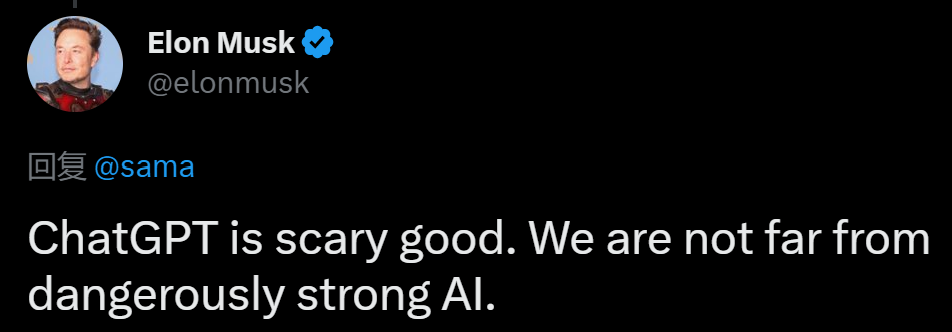 Elon Musk
@elonmusk
回复 @sama
ChatGPT is scary good. We are not far from
dangerously strong AI.